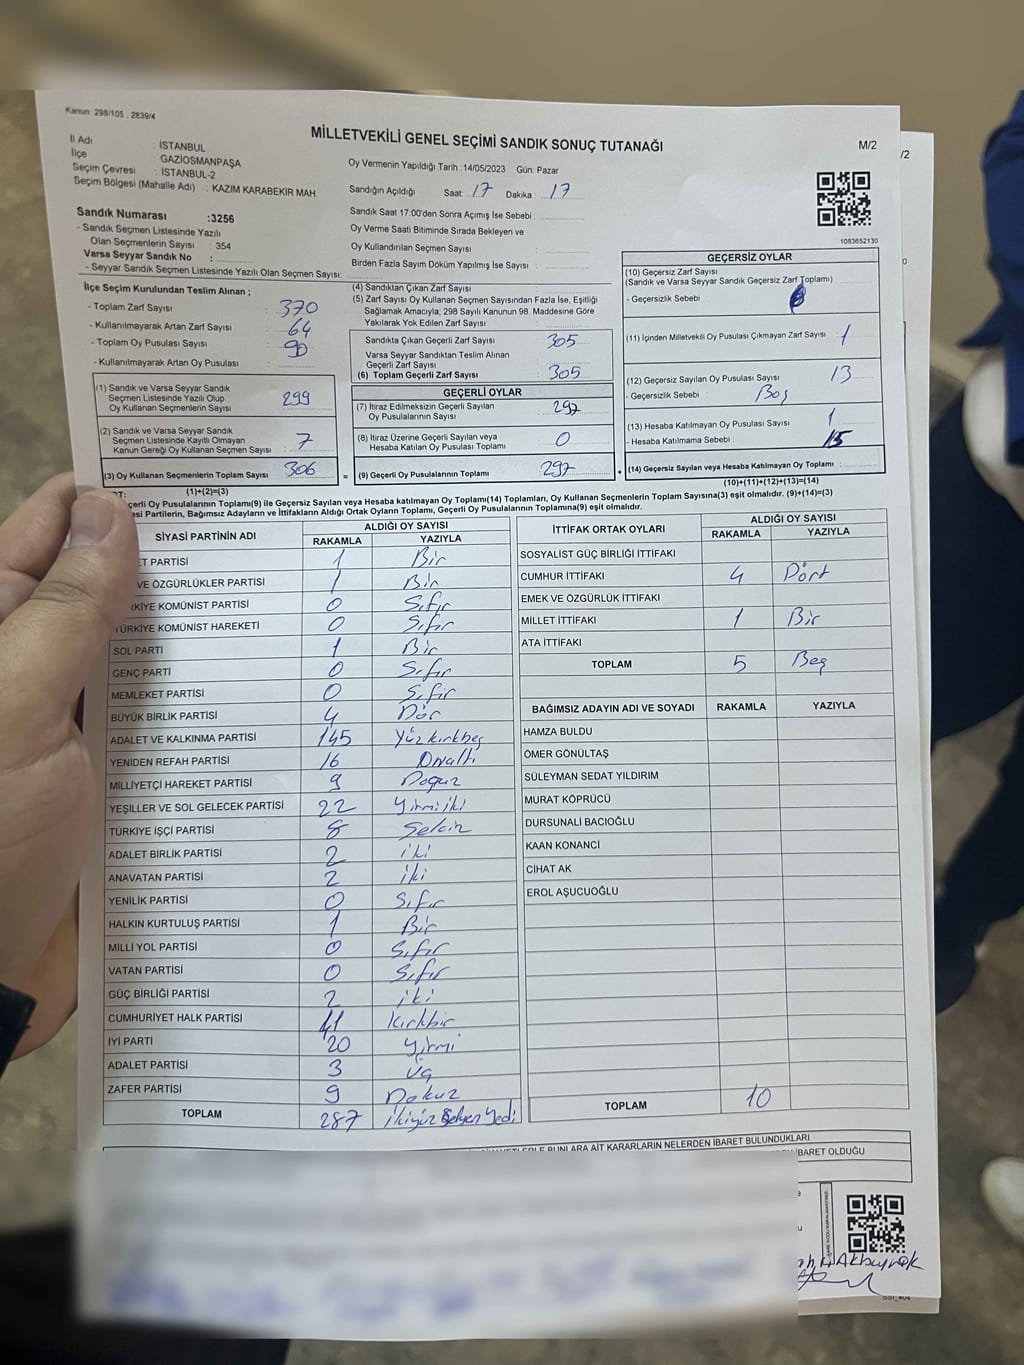 Kanun: 298/105 , 2839/4
MİLLETVEKİLİ GENEL SEÇİMİ SANDIK SONUÇ TUTANAĞI
M/2
/2
İl Adı : İSTANBUL
İlçe GAZİOSMANPAŞA
Seçim Çevresi : İSTANBUL-2
Seçim Bölgesi (Mahalle Adı) : KAZIM KARABEKİR MAH.
Oy Vermenin Yapıldığı Tarih :14/05/2023 Gün: Pazar
Sandığın Açıldığı Saat: 17 Dakika : 17
Sandık Saat 17:00'den Sonra Açımış İse Sebebi :
Oy Verme Saati Bitiminde Sırada Bekleyen ve
Oy Kullandırılan Seçmen Sayısı :
Birden Fazla Sayım Döküm Yapılmış İse Sayısı :
Sandık Numarası :3256
- Sandık Seçmen Listesinde Yazılı
Olan Seçmenlerin Sayısı : 354
Varsa Seyyar Sandık No :
- Seyyar Sandık Seçmen Listesinde Yazılı Olan Seçmen Sayısı:
1083652130
İlçe Seçim Kurulundan Teslim Alınan ;
- Toplam Zarf Sayısı : 370
- Kullanılmayarak Artan Zarf Sayısı : 64
- Toplam Oy Pusulası Sayısı :
- Kullanılmayarak Artan Oy Pusulası :
(1) Sandık ve Varsa Seyyar Sandık
Seçmen Listesinde Yazılı Olup
Oy Kullanan Seçmenlerin Sayısı : 299
(2) Sandık ve Varsa Seyyar Sandık
Seçmen Listesinde Kayıtlı Olmayan
Kanun Gereği Oy Kullanan Seçmen Sayısı : 7
(3) Oy Kullanan Seçmenlerin Toplam Sayısı : 306
(1)+(2)=(3)
(4) Sandıktan Çıkan Zarf Sayısı :
(5) Zarf Sayısı Oy Kullanan Seçmen Sayısından Fazla İse, Eşitliği
Sağlamak Amacıyla; 298 Sayılı Kanunun 98. Maddesine Göre
Yakılarak Yok Edilen Zarf Sayısı :
Sandıkta Çıkan Geçerli Zarf Sayısı : 305
Varsa Seyyar Sandıktan Teslim Alınan
Geçerli Zarf Sayısı :
(6) Toplam Geçerli Zarf Sayısı : 305
GEÇERLİ OYLAR
(7) İtiraz Edilmeksizin Geçerli Sayılan
Oy Pusulalarının Sayısı : 292
(8) İtiraz Üzerine Geçerli Sayılan veya
Hesaba Katılan Oy Pusulası Toplamı : 0
= (9) Geçerli Oy Pusulalarının Toplamı : 292
GEÇERSİZ OYLAR
(10) Geçersiz Zarf Sayısı
(Sandık ve Varsa Seyyar Sandık Geçersiz Zarf Toplamı)
- Geçersizlik Sebebi :
(11) İçinden Milletvekili Oy Pusulası Çıkmayan Zarf Sayısı : 1
(12) Geçersiz Sayılan Oy Pusulası Sayısı : 13
- Geçersizlik Sebebi : Boş
(13) Hesaba Katılmayan Oy Pusulası Sayısı : 1
- Hesaba Katılmama Sebebi : 15
+ (14) Geçersiz Sayılan veya Hesaba Katılmayan Oy Toplamı :
(10)+(11)+(12)+(13)=(14)
Oy Pusulalarının Toplamı(9) ile Geçersiz Sayılan veya Hesaba katılmayan Oy Toplamı(14) Toplamları, Oy Kullanan Seçmenlerin Toplam Sayısına(3) eşit olmalıdır. (9)+(14)=(3)
Partilerin, Bağımsız Adayların ve İttifakların Aldığı Ortak Oyların Toplamı, Geçerli Oy Pusulalarının Toplamına(9) eşit olmalıdır.
SİYASİ PARTİNİN ADI ALDIĞI OY SAYISI
RAKAMLA YAZIYLA
PARTİSİ 1 Bir
VE ÖZGÜRLÜKLER PARTİSİ 1 Bir
KOMÜNİST PARTİSİ 0 Sıfır
TÜRKİYE KOMÜNİST HAREKETİ 0 Sıfır
SOL PARTİ 1 Bir
GENÇ PARTİ 0 Sıfır
MEMLEKET PARTİSİ 0 Sıfır
BÜYÜK BİRLİK PARTİSİ 4 Dör
ADALET VE KALKINMA PARTİSİ 145 Yüzkırkbeş
YENİDEN REFAH PARTİSİ 16 Onaltı
MİLLİYETÇİ HAREKET PARTİSİ 9 Doquz
YEŞİLLER VE SOL GELECEK PARTİSİ 22 Yirmiiki
TÜRKİYE İŞÇİ PARTİSİ 8 Sekiz
ADALET BİRLİK PARTİSİ 2 iki
ANAVATAN PARTİSİ 2 iki
YENİLİK PARTİSİ 0 Sıfır
HALKIN KURTULUŞ PARTİSİ 1 Bir
MİLLİ YOL PARTİSİ 0 Sıfır
VATAN PARTİSİ 0 Sıfır
GÜÇ BİRLİĞİ PARTİSİ 2 iki
CUMHURİYET HALK PARTİSİ 41 Kırkbir
İYİ PARTİ 20 Yirmi
ADALET PARTİSİ 3 üç
ZAFER PARTİSİ 9 Dokuz
TOPLAM 287 ikiyüz Seksen Yedi
İTTİFAK ORTAK OYLARI ALDIĞI OY SAYISI
RAKAMLA YAZIYLA
SOSYALİST GÜÇ BİRLİĞİ İTTİFAKI
CUMHUR İTTİFAKI 4 Dört
EMEK VE ÖZGÜRLÜK İTTİFAKI
MİLLET İTTİFAKI 1 Bir
ATA İTTİFAKI
TOPLAM 5 Beş
BAĞIMSIZ ADAYIN ADI VE SOYADI RAKAMLA YAZIYLA
HAMZA BULDU
ÖMER GÖNÜLTAŞ
SÜLEYMAN SEDAT YILDIRIM
MURAT KÖPRÜCÜ
DURSUNALİ BACIOĞLU
KAAN KONANCİ
CİHAT AK
EROL AŞUCUOĞLU
TOPLAM 10
BUNLARA AİT KARARLARIN NELERDEN İBARET BULUNDUKLARI
İBARET OLDUĞU
Akbayrak